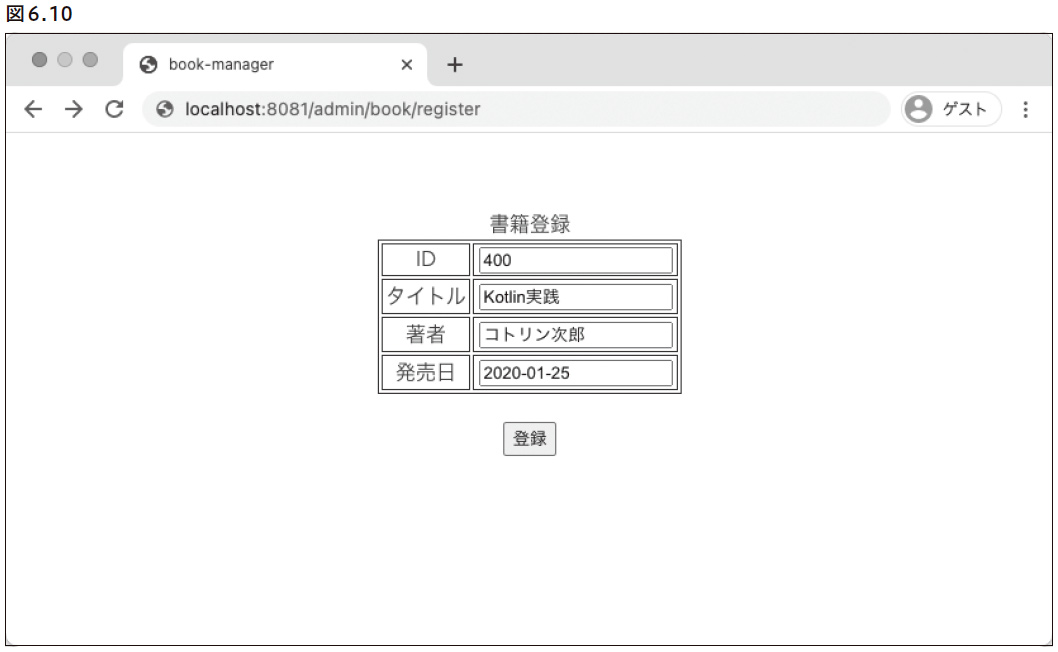 図6.10
book-manager
localhost:8081/admin/book/register
ゲスト
書籍登録
ID 400
タイトル Kotlin実践
著者 コトリン次郎
発売日 2020-01-25
登録